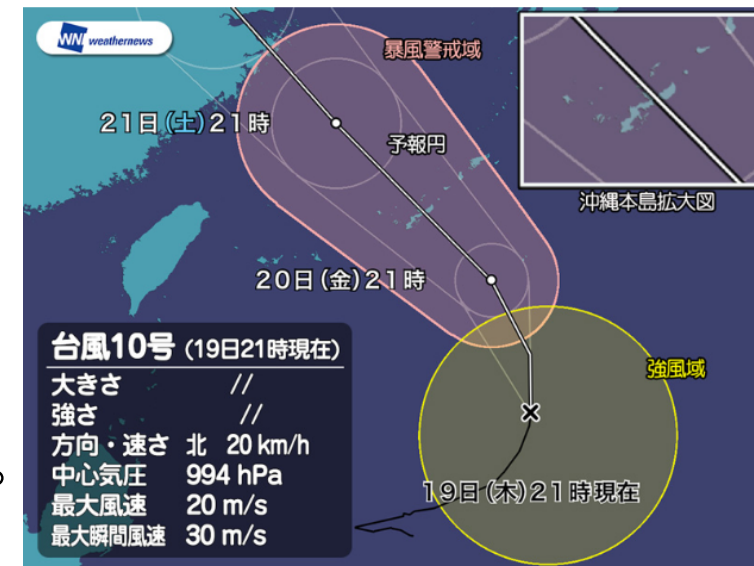 WNI weathernews
暴風警戒域
21日(土)21時
予報円
沖縄本島拡大図
20日(金)21時
台風10号 (19日21時現在)
大きさ //
強さ //
方向・速さ 北 20 km/h
中心気圧 994 hPa
最大風速 20 m/s
最大瞬間風速 30 m/s
強風域
19日(木)21時現在
。